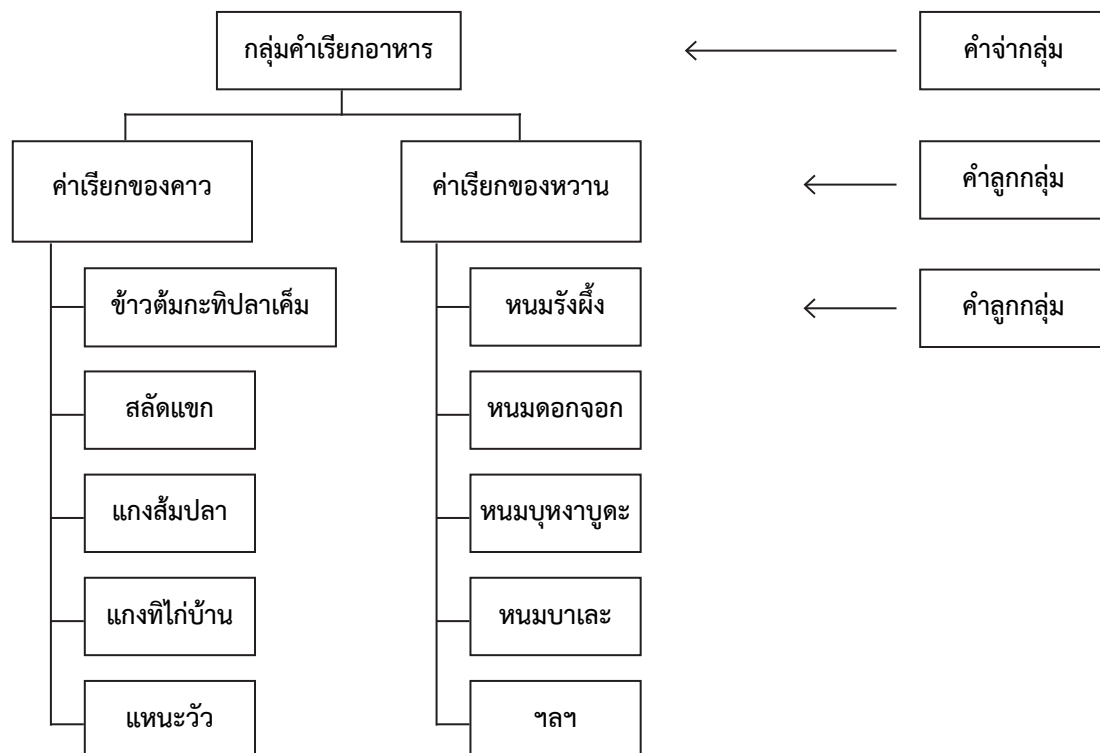 กลุ่มคำเรียกอาหาร
คำจ่ากลุ่ม
ค่าเรียกของคาว
ค่าเรียกของหวาน
คำลูกกลุ่ม
ข้าวต้มกะทิปลาเค็ม
หนมรังผึ้ง
คำลูกกลุ่ม
สลัดแขก
หนมดอกจอก
แกงส้มปลา
หนมบุหงาบูดะ
แกงทิไก่บ้าน
หนมบาเละ
แหนะวัว
ฯลฯ